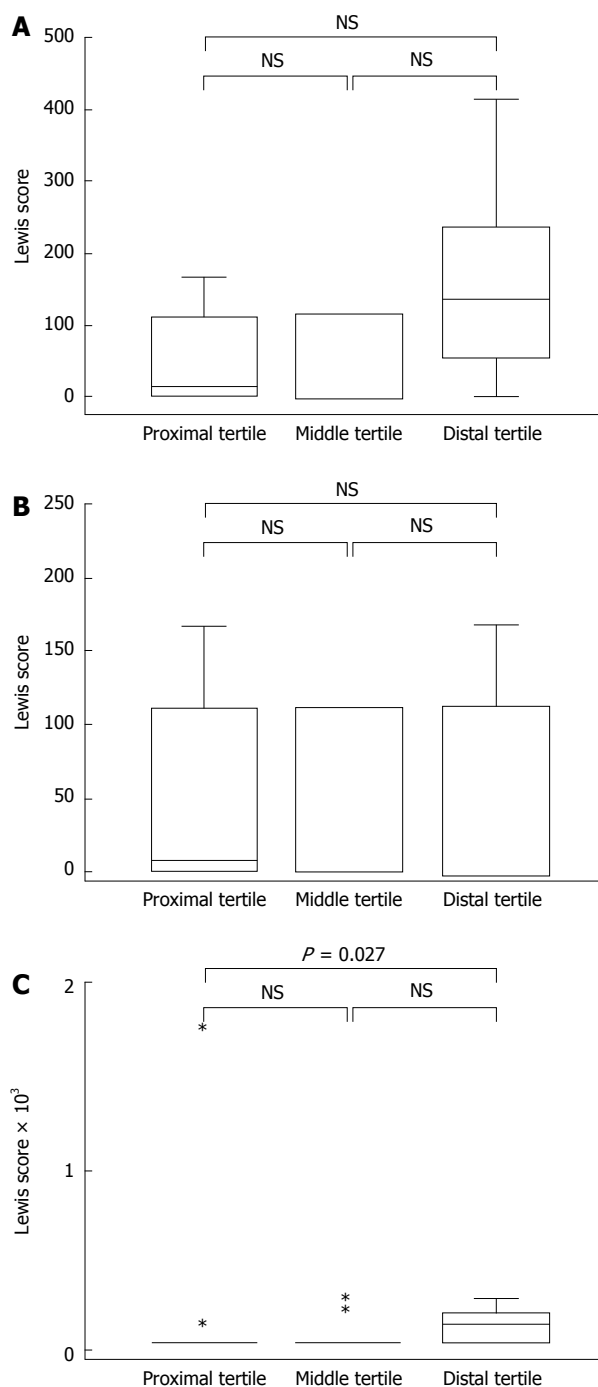 A
NS
NS NS
500
400
300
200
100
0
Lewis score
Proximal tertile Middle tertile Distal tertile
B
NS
NS NS
250
200
150
100
50
0
Lewis score
Proximal tertile Middle tertile Distal tertile
C
P = 0.027
NS NS
2
1
0
Lewis score × 10³
* 
*
*
*
Proximal tertile Middle tertile Distal tertile